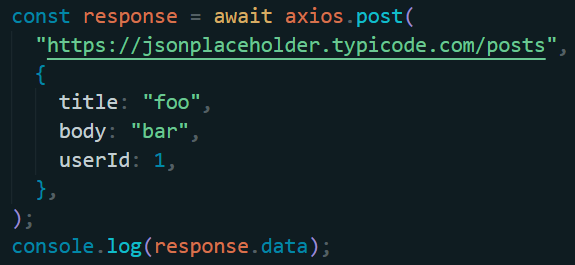 const response = await axios.post(
  "https://jsonplaceholder.typicode.com/posts",
  {
    title: "foo",
    body: "bar",
    userId: 1,
  },
);
console.log(response.data);